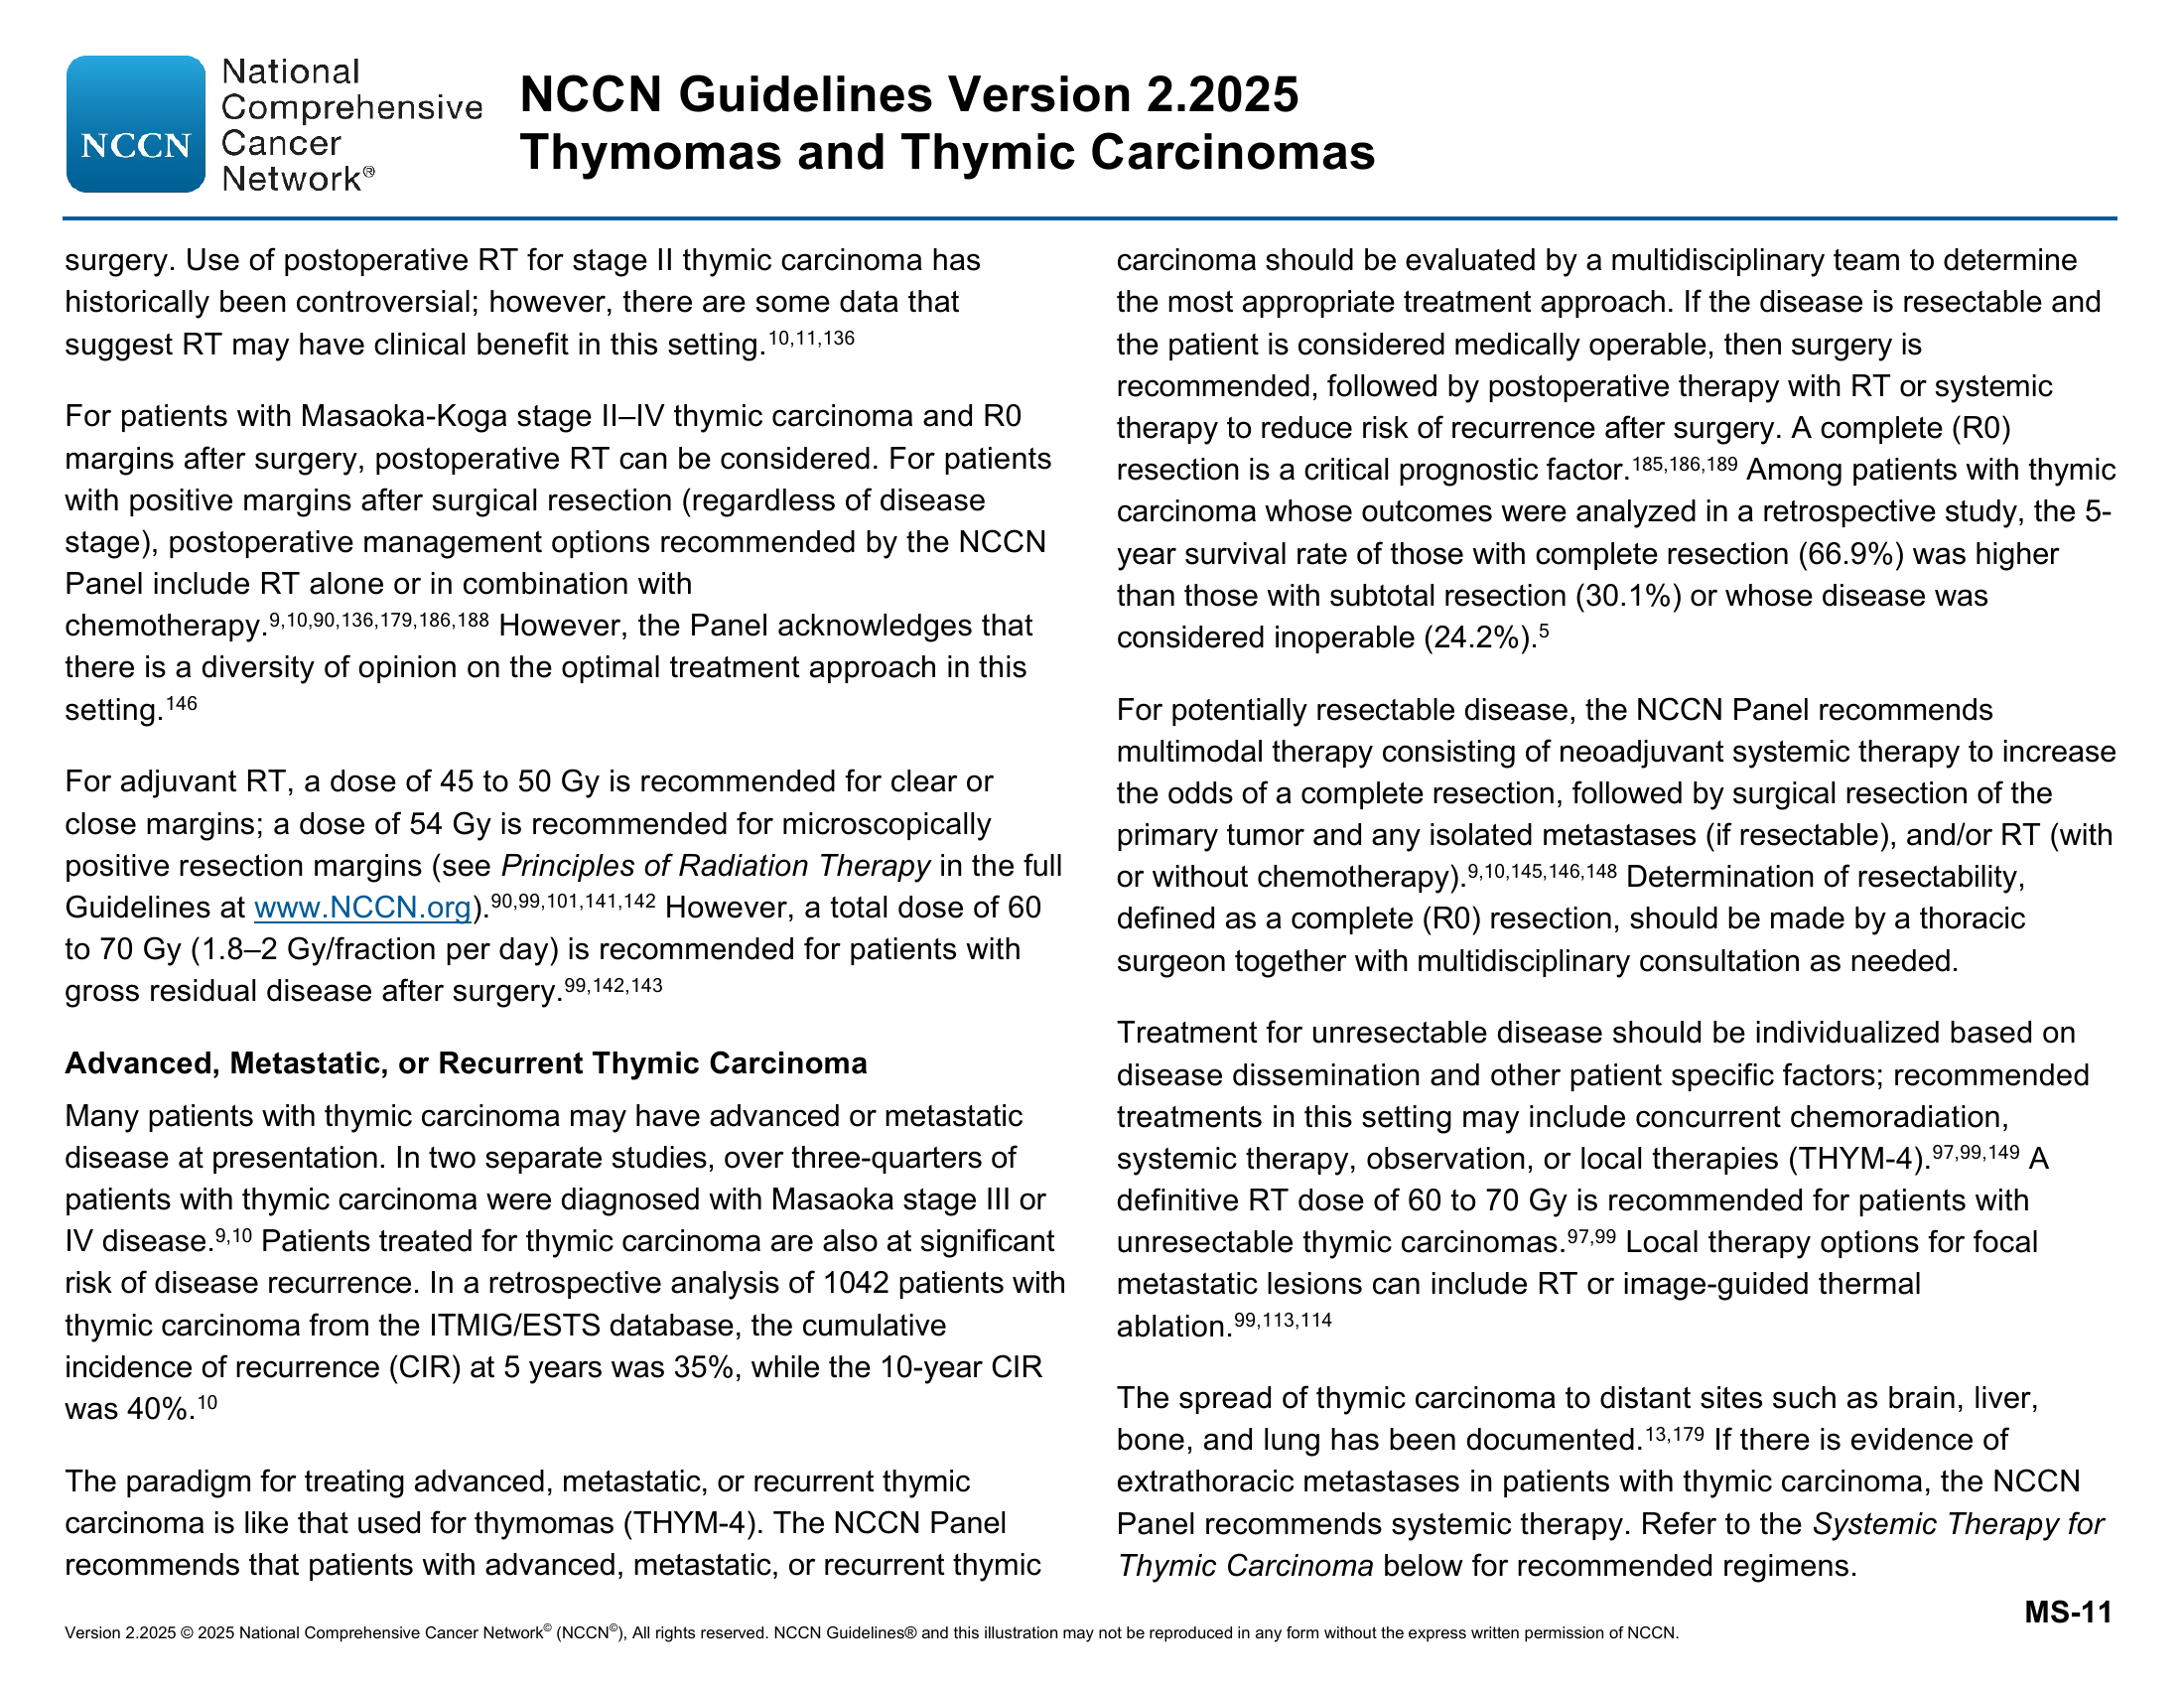 National
Comprehensive
Cancer
Network®
NCCN
NCCN Guidelines Version 2.2025
Thymomas and Thymic Carcinomas
surgery. Use of postoperative RT for stage II thymic carcinoma has
historically been controversial; however, there are some data that
suggest RT may have clinical benefit in this setting.10,11,136
For patients with Masaoka-Koga stage II–IV thymic carcinoma and R0
margins after surgery, postoperative RT can be considered. For patients
with positive margins after surgical resection (regardless of disease
stage), postoperative management options recommended by the NCCN
Panel include RT alone or in combination with
chemotherapy.9,10,90,136,179,186,188 However, the Panel acknowledges that
there is a diversity of opinion on the optimal treatment approach in this
setting.146
For adjuvant RT, a dose of 45 to 50 Gy is recommended for clear or
close margins; a dose of 54 Gy is recommended for microscopically
positive resection margins (see Principles of Radiation Therapy in the full
Guidelines at www.NCCN.org).90,99,101,141,142 However, a total dose of 60
to 70 Gy (1.8–2 Gy/fraction per day) is recommended for patients with
gross residual disease after surgery.99,142,143
Advanced, Metastatic, or Recurrent Thymic Carcinoma
Many patients with thymic carcinoma may have advanced or metastatic
disease at presentation. In two separate studies, over three-quarters of
patients with thymic carcinoma were diagnosed with Masaoka stage III or
IV disease.9,10 Patients treated for thymic carcinoma are also at significant
risk of disease recurrence. In a retrospective analysis of 1042 patients with
thymic carcinoma from the ITMIG/ESTS database, the cumulative
incidence of recurrence (CIR) at 5 years was 35%, while the 10-year CIR
was 40%.10
The paradigm for treating advanced, metastatic, or recurrent thymic
carcinoma is like that used for thymomas (THYM-4). The NCCN Panel
recommends that patients with advanced, metastatic, or recurrent thymic
carcinoma should be evaluated by a multidisciplinary team to determine
the most appropriate treatment approach. If the disease is resectable and
the patient is considered medically operable, then surgery is
recommended, followed by postoperative therapy with RT or systemic
therapy to reduce risk of recurrence after surgery. A complete (R0)
resection is a critical prognostic factor.185,186,189 Among patients with thymic
carcinoma whose outcomes were analyzed in a retrospective study, the 5-
year survival rate of those with complete resection (66.9%) was higher
than those with subtotal resection (30.1%) or whose disease was
considered inoperable (24.2%).5
For potentially resectable disease, the NCCN Panel recommends
multimodal therapy consisting of neoadjuvant systemic therapy to increase
the odds of a complete resection, followed by surgical resection of the
primary tumor and any isolated metastases (if resectable), and/or RT (with
or without chemotherapy).9,10,145,146,148 Determination of resectability,
defined as a complete (R0) resection, should be made by a thoracic
surgeon together with multidisciplinary consultation as needed.
Treatment for unresectable disease should be individualized based on
disease dissemination and other patient specific factors; recommended
treatments in this setting may include concurrent chemoradiation,
systemic therapy, observation, or local therapies (THYM-4).97,99,149 A
definitive RT dose of 60 to 70 Gy is recommended for patients with
unresectable thymic carcinomas.97,99 Local therapy options for focal
metastatic lesions can include RT or image-guided thermal
ablation.99,113,114
The spread of thymic carcinoma to distant sites such as brain, liver,
bone, and lung has been documented.13,179 If there is evidence of
extrathoracic metastases in patients with thymic carcinoma, the NCCN
Panel recommends systemic therapy. Refer to the Systemic Therapy for
Thymic Carcinoma below for recommended regimens.
MS-11
Version 2.2025 © 2025 National Comprehensive Cancer Network© (NCCN©), All rights reserved. NCCN Guidelines® and this illustration may not be reproduced in any form without the express written permission of NCCN.